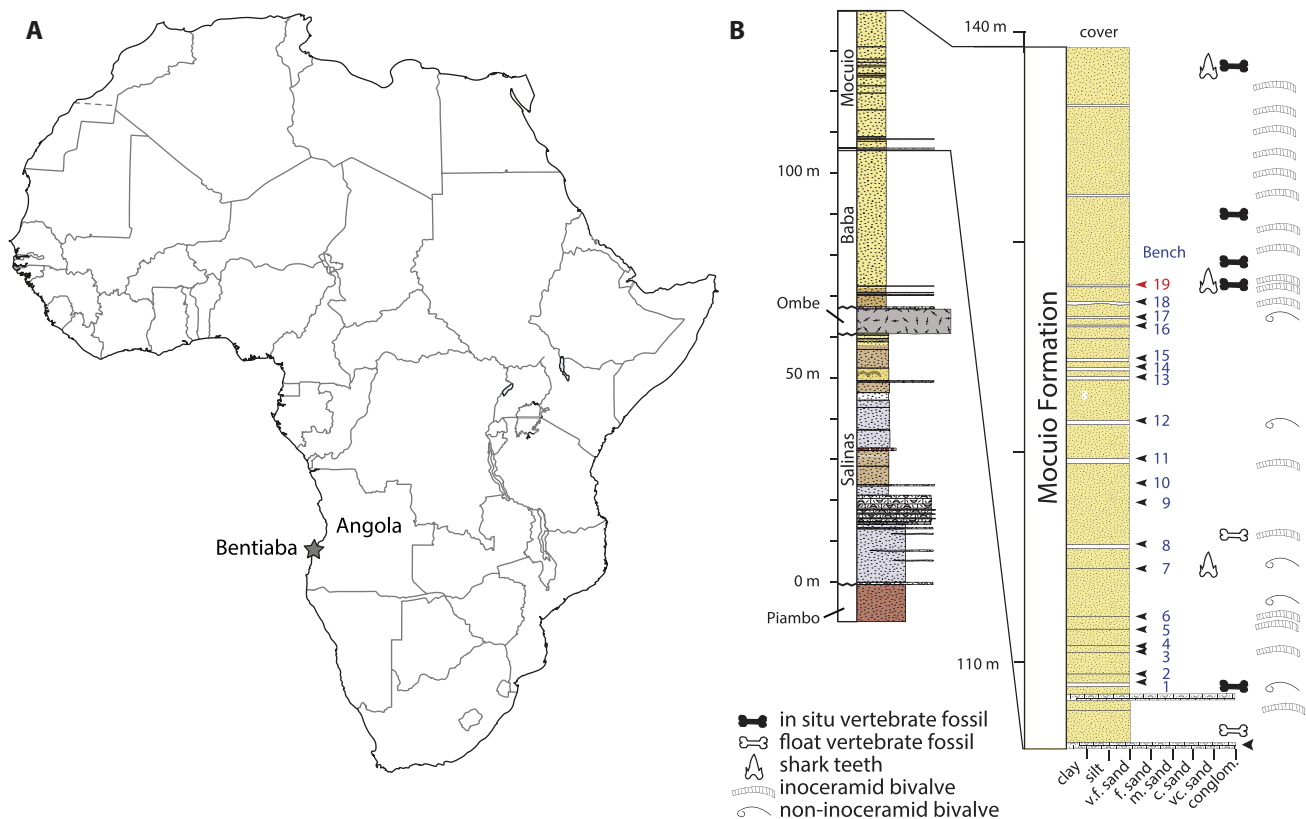 A
Angola
Bentiaba
B
Mocuio
100 m
Baba
Ombe
50 m
Salinas
0 m
Piambo
140 m
cover
Mocuio Formation
Bench
19
18
17
16
15
14
13
12
11
10
9
8
7
6
5
4
3
2
1
110 m
clay
silt
v.f. sand
f. sand
m. sand
c. sand
vc. sand
conglom.
in situ vertebrate fossil
float vertebrate fossil
shark teeth
inoceramid bivalve
non-inoceramid bivalve